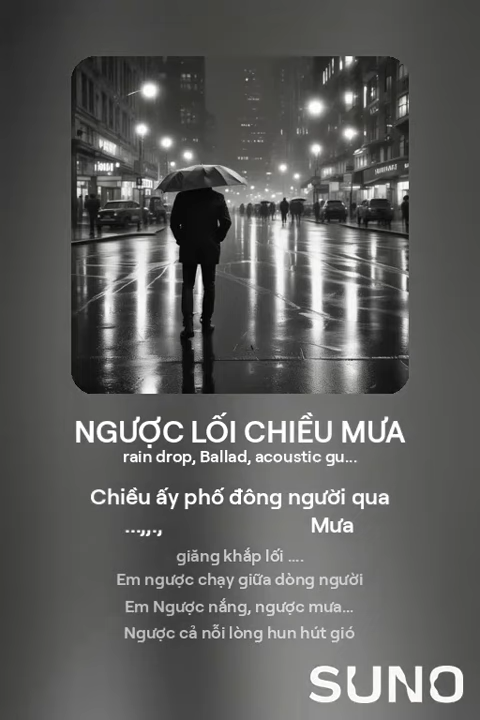 NGƯỢC LỐI CHIỀU MƯA
rain drop, Ballad, acoustic gu...
Chiều ấy phố đông người qua
...,,.,                     Mưa
giăng khắp lối ....
Em ngược chạy giữa dòng người
Em Ngược nắng, ngược mưa...
Ngược cả nỗi lòng hun hút gió
SUNO